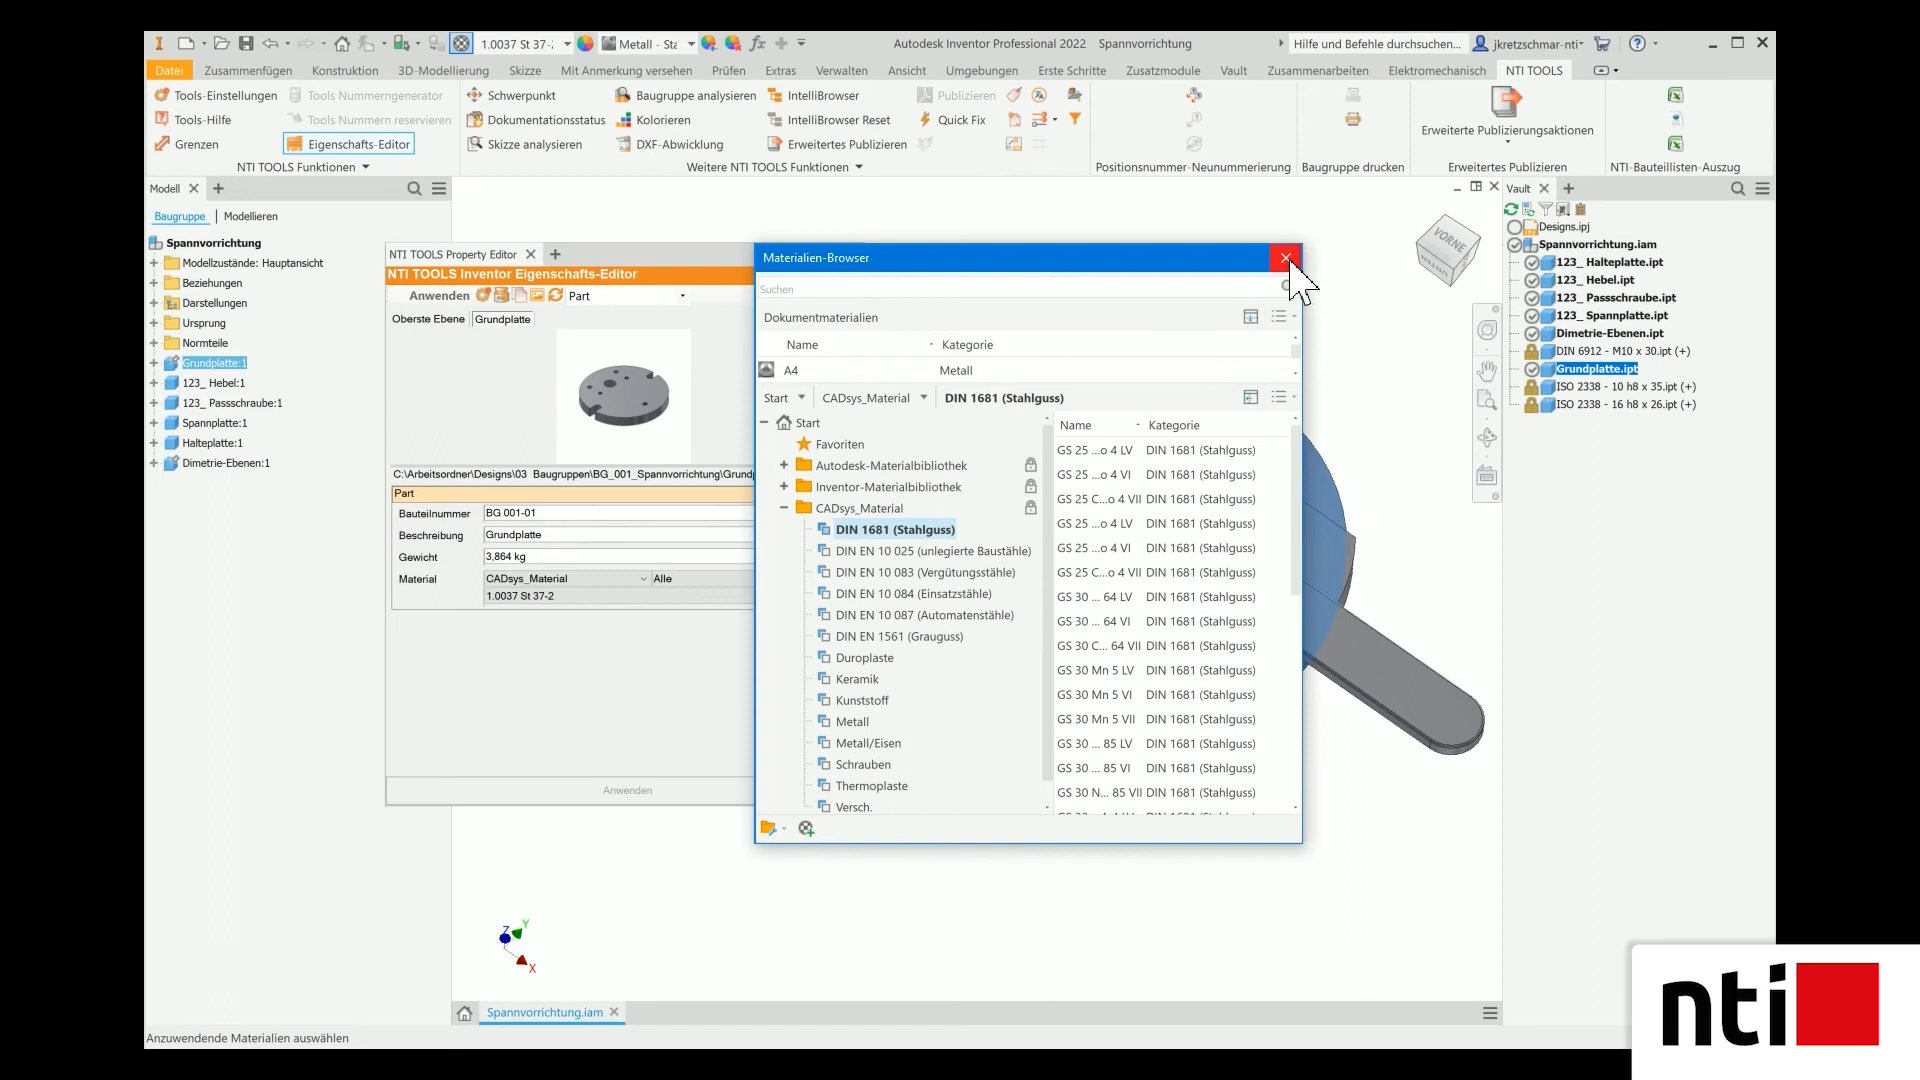 1.0037 St 37-2
Metall - Sta
Autodesk Inventor Professional 2022 Spannvorrichtung
Hilfe und Befehle durchsuchen...
jkretzschmar-nti
Datei Zusammenfügen Konstruktion 3D-Modellierung Skizze Mit Anmerkung versehen Prüfen Extras Verwalten Ansicht Umgebungen Erste Schritte Zusatzmodule Vault Zusammenarbeiten Elektromechanisch NTI TOOLS
Tools-Einstellungen Tools Nummerngenerator Schwerpunkt Baugruppe analysieren IntelliBrowser Publizieren
Tools-Hilfe Tools Nummern reservieren Dokumentationsstatus Kolorieren IntelliBrowser Reset Quick Fix
Grenzen Eigenschafts-Editor Skizze analysieren DXF-Abwicklung Erweitertes Publizieren
Erweiterte Publizierungsaktionen
NTI TOOLS Funktionen Weitere NTI TOOLS Funktionen Positionsnummer-Neunummerierung Baugruppe drucken Erweitertes Publizieren NTI-Bauteillisten-Auszug
Modell
Baugruppe | Modellieren
Spannvorrichtung
Modellzustände: Hauptansicht
Beziehungen
Darstellungen
Ursprung
Normteile
Grundplatte:1
123_ Hebel:1
123_ Passschraube:1
Spannplatte:1
Halteplatte:1
Dimetrie-Ebenen:1
NTI TOOLS Property Editor
NTI TOOLS Inventor Eigenschafts-Editor
Anwenden Part
Oberste Ebene Grundplatte
C:\Arbeitsordner\Designs\03 Baugruppen\BG_001_Spannvorrichtung\Grundp
Part
Bauteilnummer BG 001-01
Beschreibung Grundplatte
Gewicht 3,864 kg
Material CADsys_Material Alle
1.0037 St 37-2
Anwenden
Materialien-Browser
Suchen
Dokumentmaterialien
Name Kategorie
A4 Metall
Start CADsys_Material DIN 1681 (Stahlguss)
Start
Favoriten
Autodesk-Materialbibliothek
Inventor-Materialbibliothek
CADsys_Material
DIN 1681 (Stahlguss)
DIN EN 10 025 (unlegierte Baustähle)
DIN EN 10 083 (Vergütungsstähle)
DIN EN 10 084 (Einsatzstähle)
DIN EN 10 087 (Automatenstähle)
DIN EN 1561 (Grauguss)
Duroplaste
Keramik
Kunststoff
Metall
Metall/Eisen
Schrauben
Thermoplaste
Versch.
Name Kategorie
GS 25 ...o 4 LV DIN 1681 (Stahlguss)
GS 25 ...o 4 VI DIN 1681 (Stahlguss)
GS 25 C...o 4 VII DIN 1681 (Stahlguss)
GS 25 ...o 4 LV DIN 1681 (Stahlguss)
GS 25 ...o 4 VI DIN 1681 (Stahlguss)
GS 25 C...o 4 VII DIN 1681 (Stahlguss)
GS 30 ... 64 LV DIN 1681 (Stahlguss)
GS 30 ... 64 VI DIN 1681 (Stahlguss)
GS 30 C... 64 VII DIN 1681 (Stahlguss)
GS 30 Mn 5 LV DIN 1681 (Stahlguss)
GS 30 Mn 5 VI DIN 1681 (Stahlguss)
GS 30 Mn 5 VII DIN 1681 (Stahlguss)
GS 30 ... 85 LV DIN 1681 (Stahlguss)
GS 30 ... 85 VI DIN 1681 (Stahlguss)
GS 30 N... 85 VII DIN 1681 (Stahlguss)
VORNE
UNTEN
Vault
Designs.ipj
Spannvorrichtung.iam
123_ Halteplatte.ipt
123_ Hebel.ipt
123_ Passschraube.ipt
123_ Spannplatte.ipt
Dimetrie-Ebenen.ipt
DIN 6912 - M10 x 30.ipt (+)
Grundplatte.ipt
ISO 2338 - 10 h8 x 35.ipt (+)
ISO 2338 - 16 h8 x 26.ipt (+)
Z Y
X
Spannvorrichtung.iam
Anzuwendende Materialien auswählen
nti